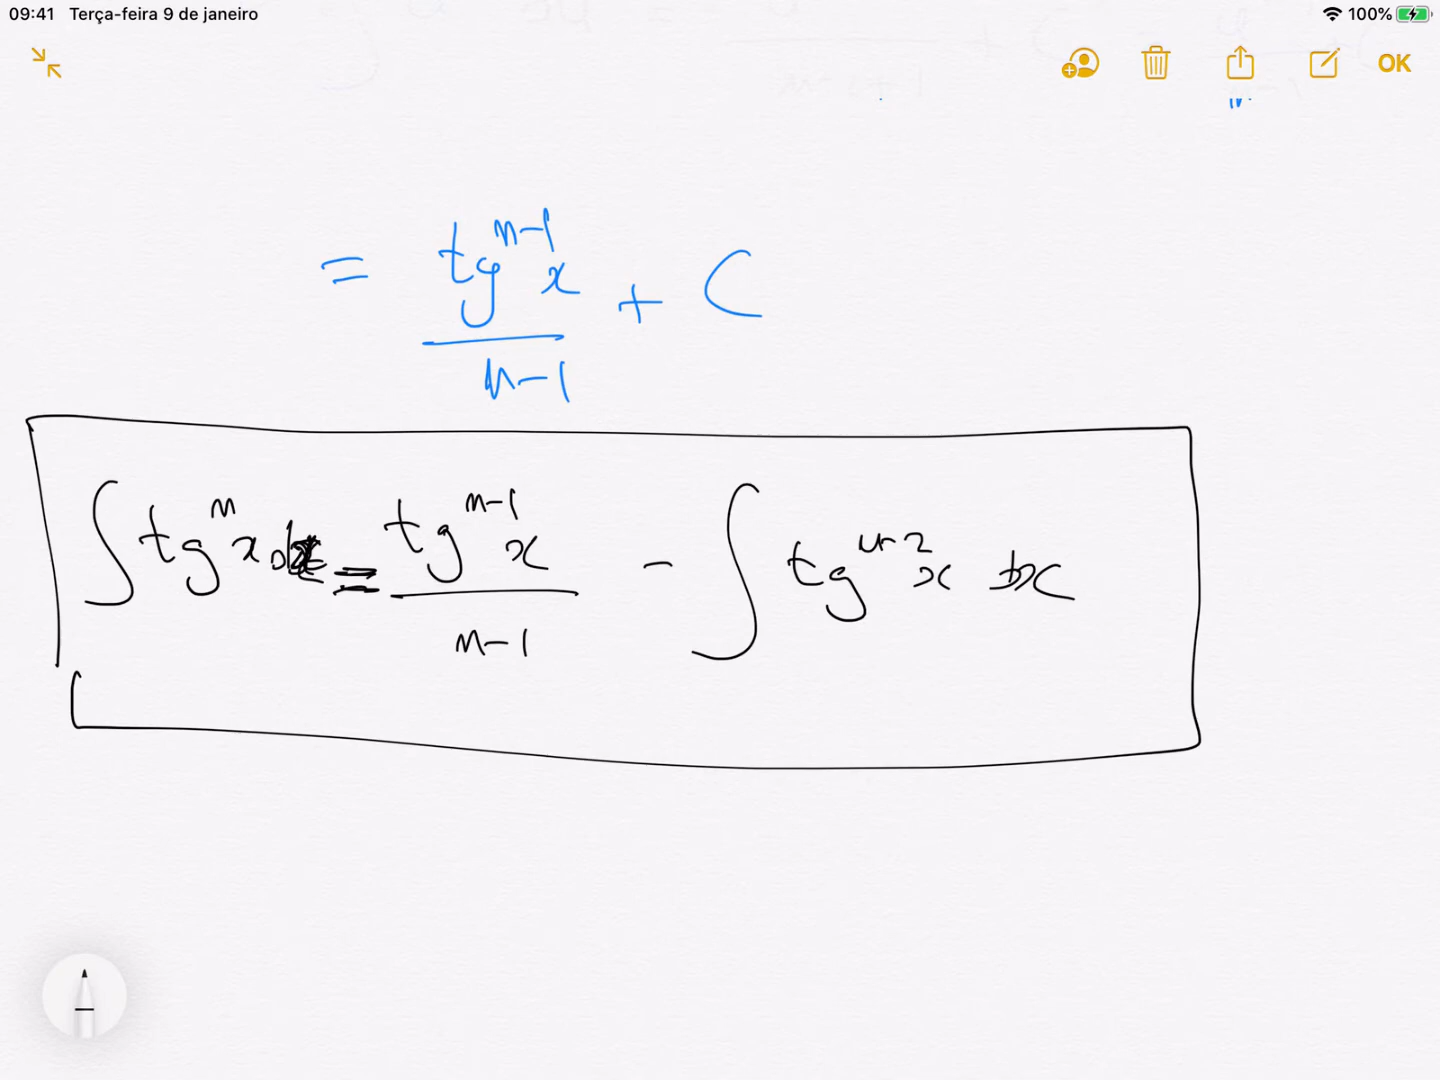 09:41 Terça-feira 9 de janeiro 100%
OK
= tg^{n-1} x / n-1 + C
∫ tg^n x dx = tg^{n-1} x / n-1 - ∫ tg^{n-2} x dx